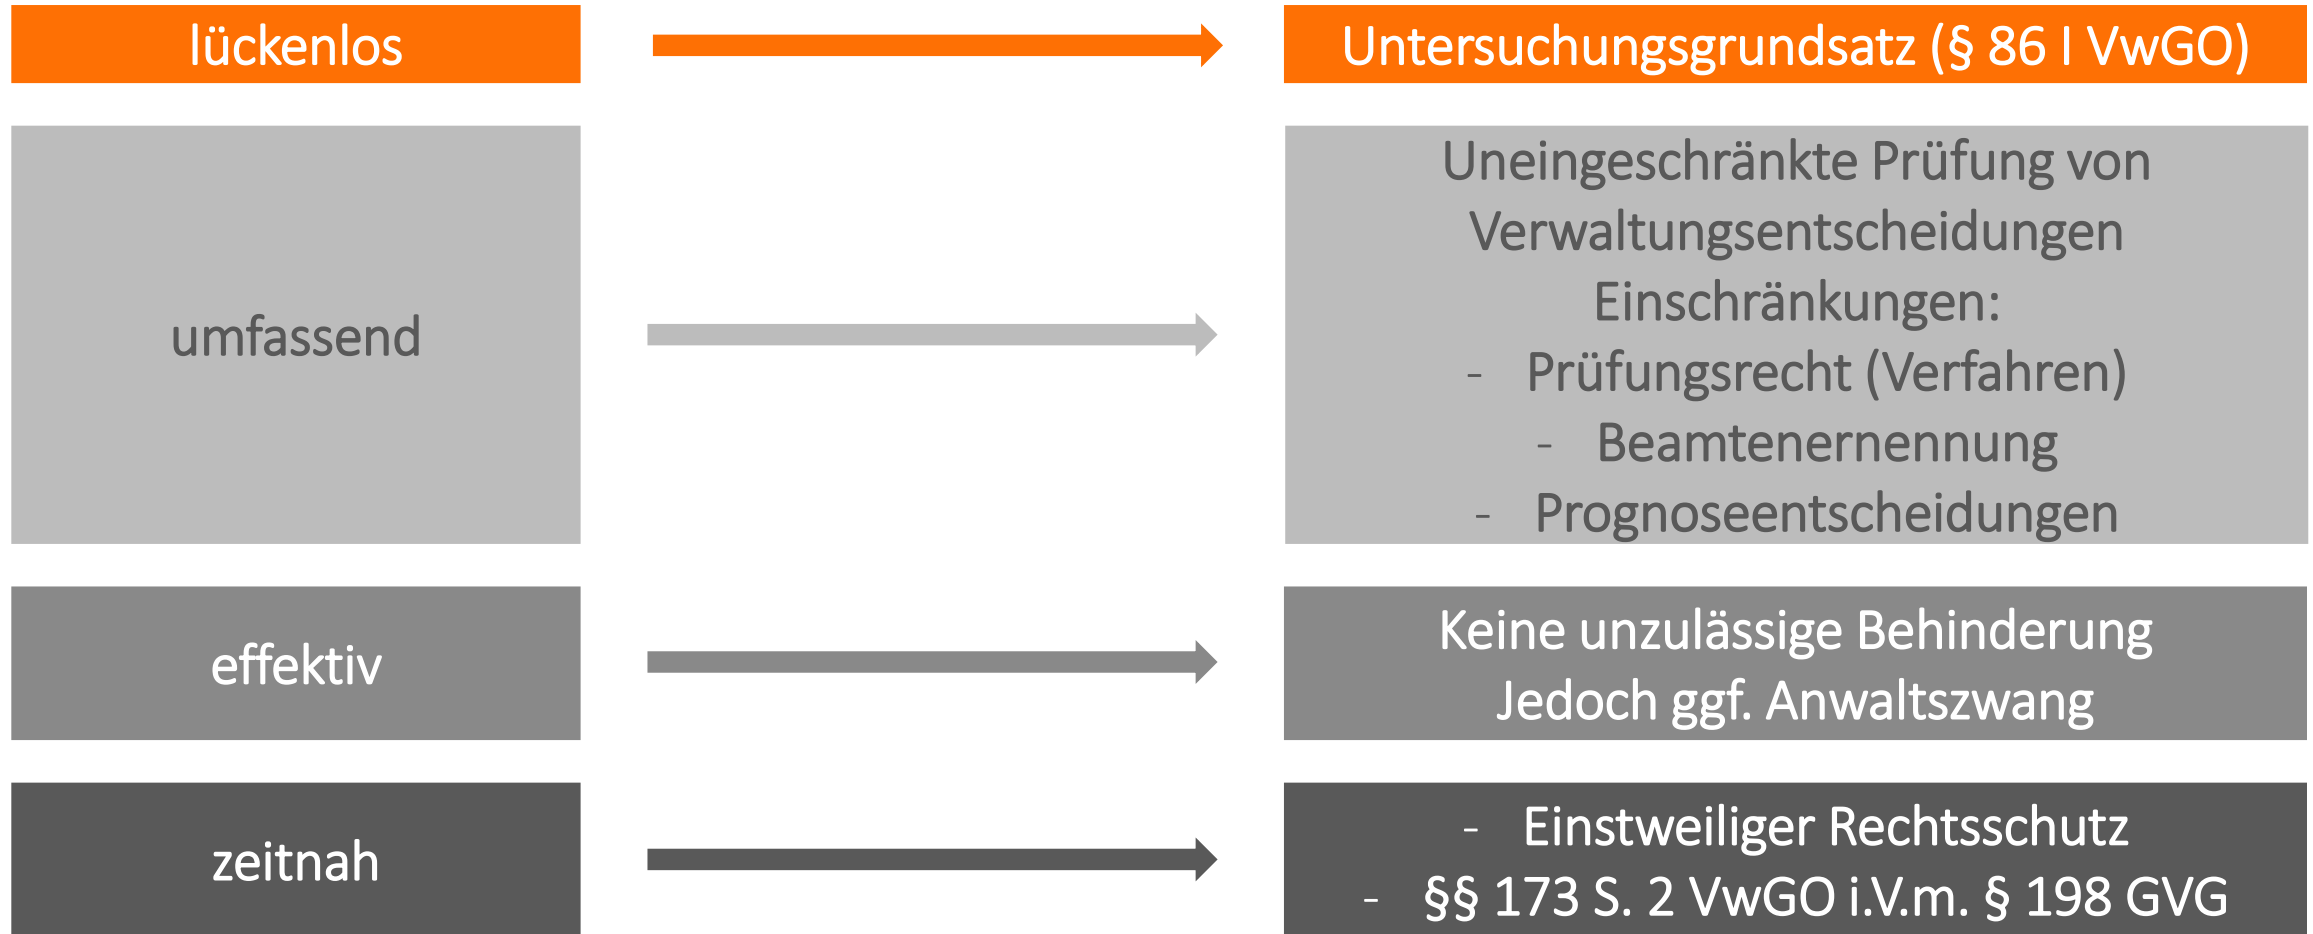 lückenlos
Untersuchungsgrundsatz (§ 86 I VwGO)
umfassend
Uneingeschränkte Prüfung von
Verwaltungsentscheidungen
Einschränkungen:
- Prüfungsrecht (Verfahren)
- Beamtenernennung
- Prognoseentscheidungen
effektiv
Keine unzulässige Behinderung
Jedoch ggf. Anwaltszwang
zeitnah
- Einstweiliger Rechtsschutz
- §§ 173 S. 2 VwGO i.V.m. § 198 GVG